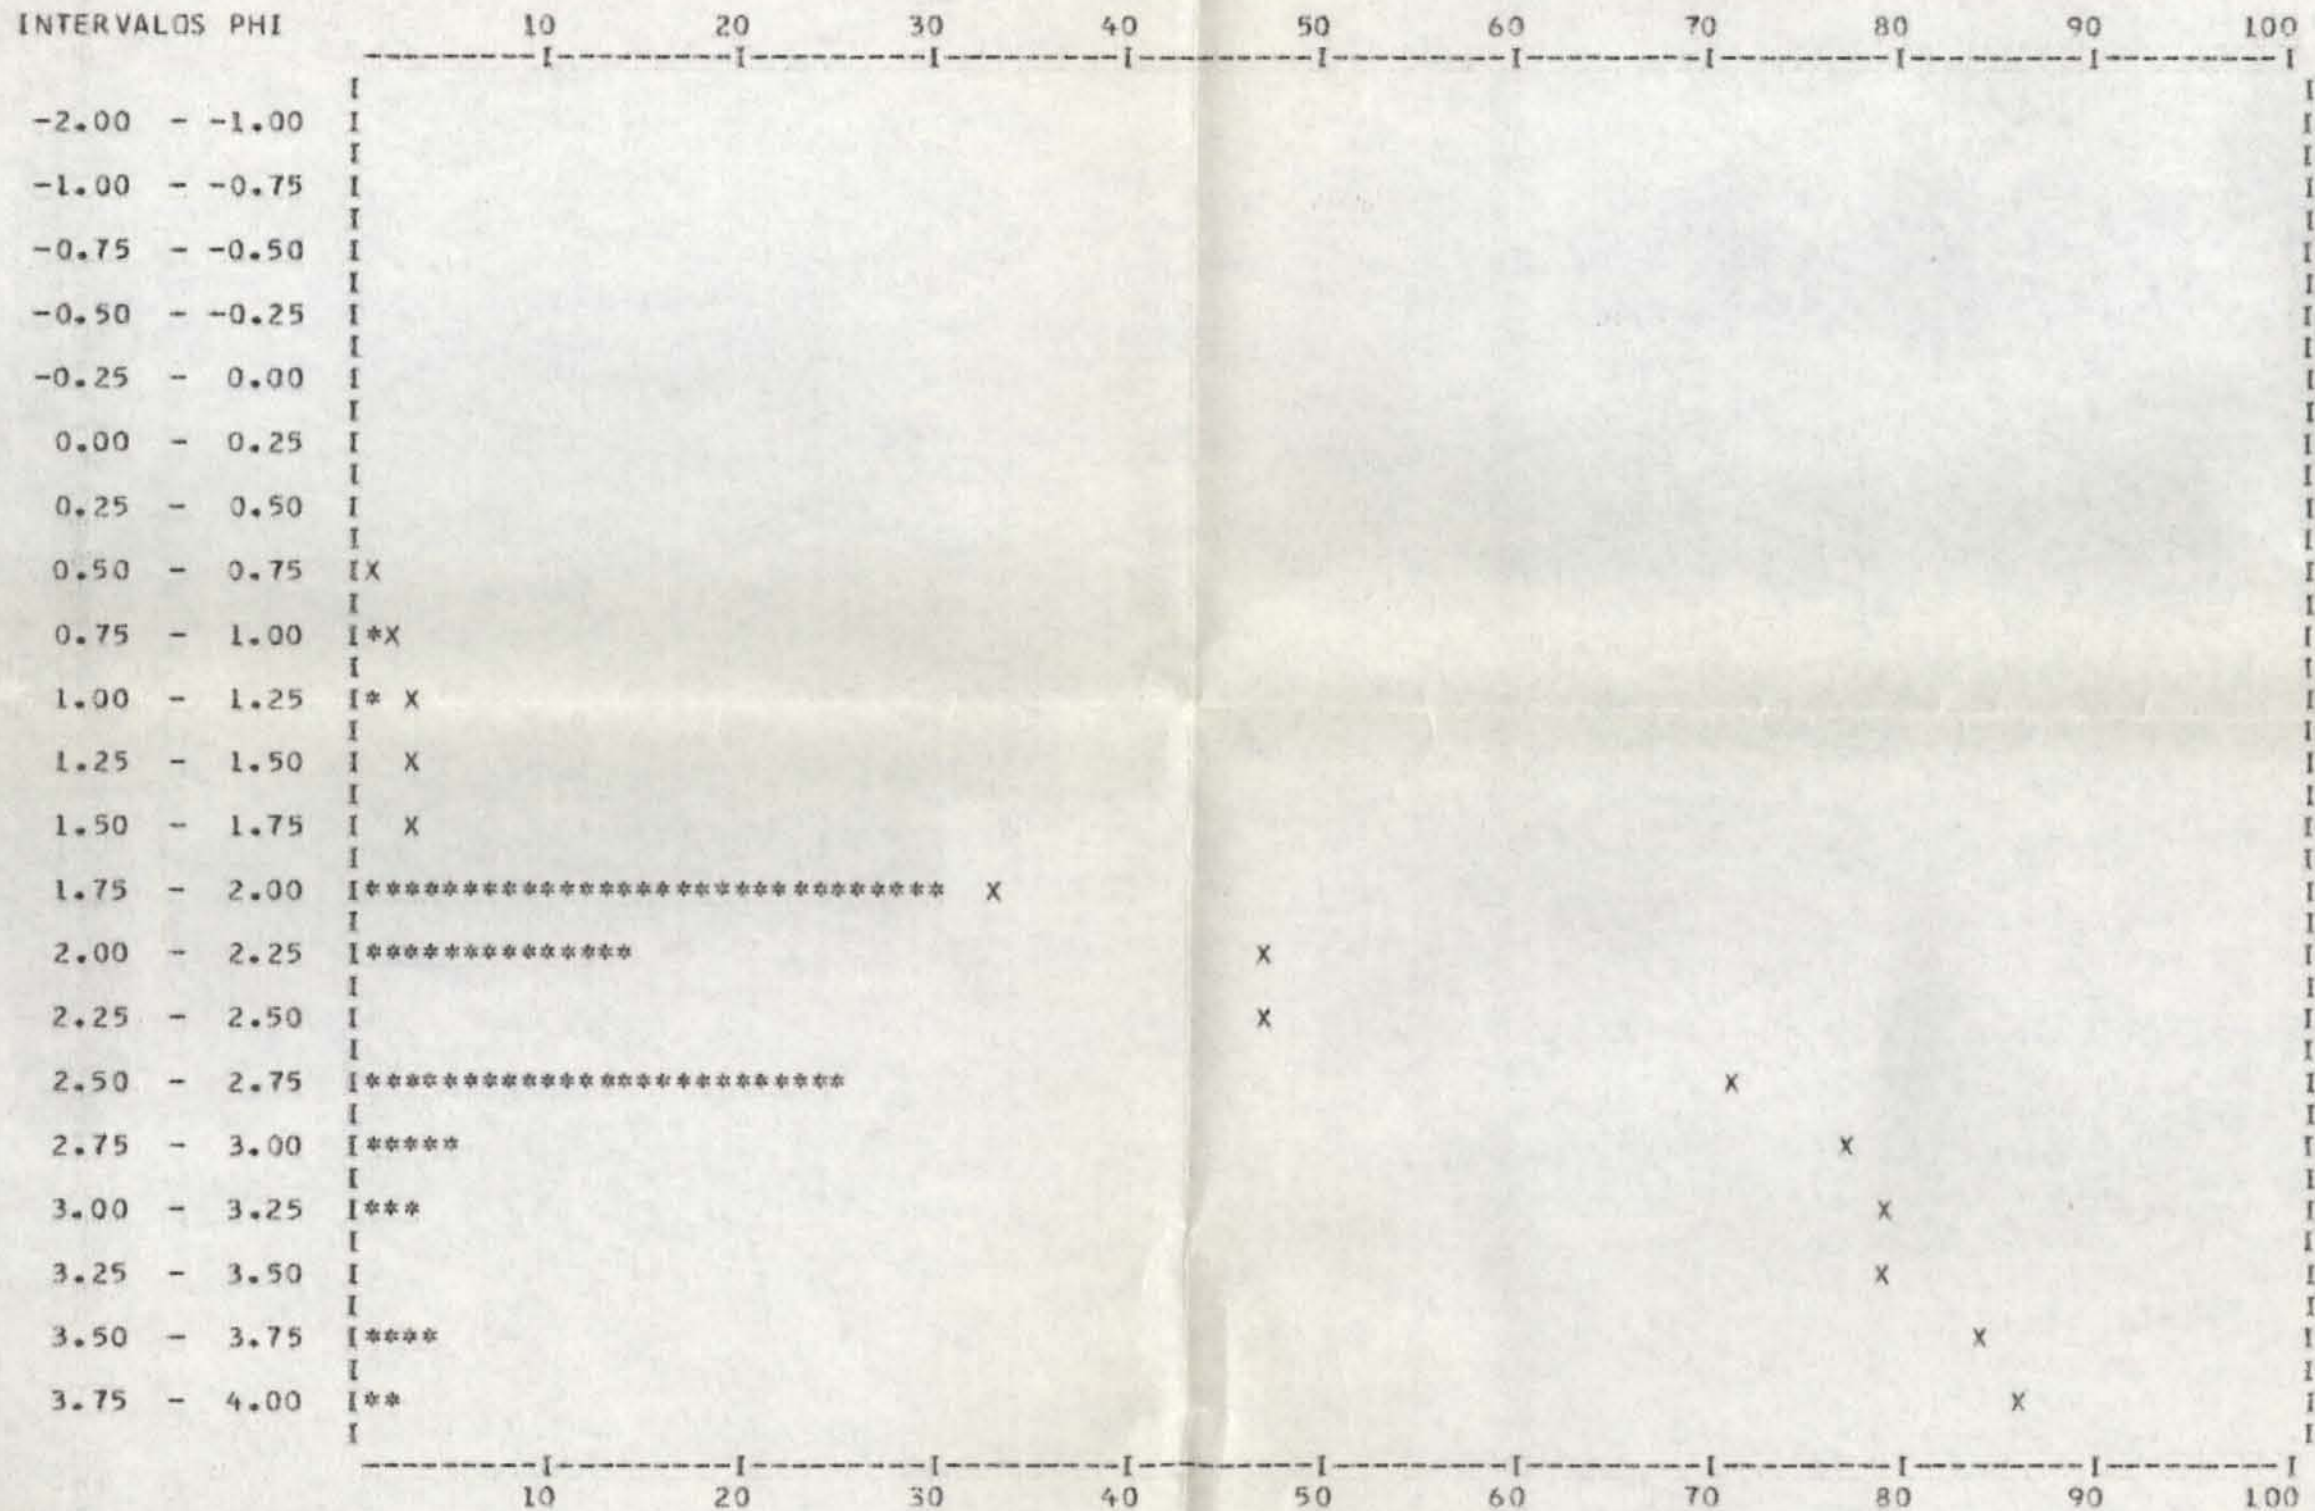 INTERVALOS PHI 10 20 30 40 50 60 70 80 90 100
---------I---------I---------I---------I---------I---------I---------I---------I---------I---------I
I I
-2.00 - -1.00 I I
I I
-1.00 - -0.75 I I
I I
-0.75 - -0.50 I I
I I
-0.50 - -0.25 I I
I I
-0.25 - 0.00 I I
I I
0.00 - 0.25 I I
I I
0.25 - 0.50 I I
I I
0.50 - 0.75 IX I
I I
0.75 - 1.00 I*X I
I I
1.00 - 1.25 I* X I
I I
1.25 - 1.50 I X I
I I
1.50 - 1.75 I X I
I I
1.75 - 2.00 I****************************** X I
I I
2.00 - 2.25 I************** X I
I I
2.25 - 2.50 I X I
I I
2.50 - 2.75 I************************* X I
I I
2.75 - 3.00 I***** X I
I I
3.00 - 3.25 I*** X I
I I
3.25 - 3.50 I X I
I I
3.50 - 3.75 I**** X I
I I
3.75 - 4.00 I** X I
I I
---------I---------I---------I---------I---------I---------I---------I---------I---------I---------I
10 20 30 40 50 60 70 80 90 100